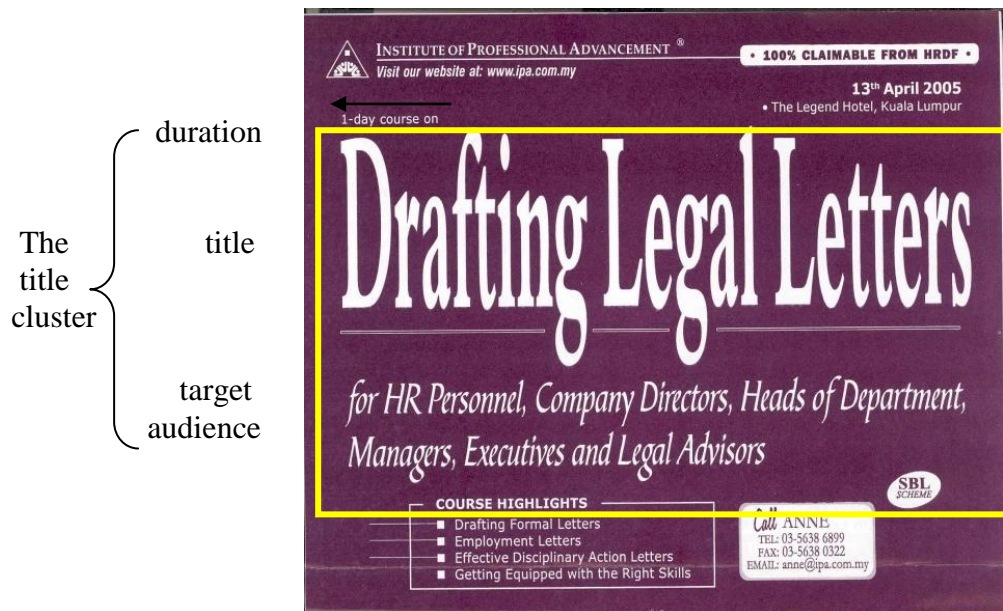 INSTITUTE OF PROFESSIONAL ADVANCEMENT ®
Visit our website at: www.ipa.com.my
• 100% CLAIMABLE FROM HRDF •
13th April 2005
• The Legend Hotel, Kuala Lumpur
1-day course on
duration
Drafting Legal Letters
The
title
cluster
title
for HR Personnel, Company Directors, Heads of Department,
Managers, Executives and Legal Advisors
target
audience
SBL
SCHEME
COURSE HIGHLIGHTS
■ Drafting Formal Letters
■ Employment Letters
■ Effective Disciplinary Action Letters
■ Getting Equipped with the Right Skills
Call ANNE
TEL: 03-5638 6899
FAX: 03-5638 0322
EMAIL: anne@ipa.com.my